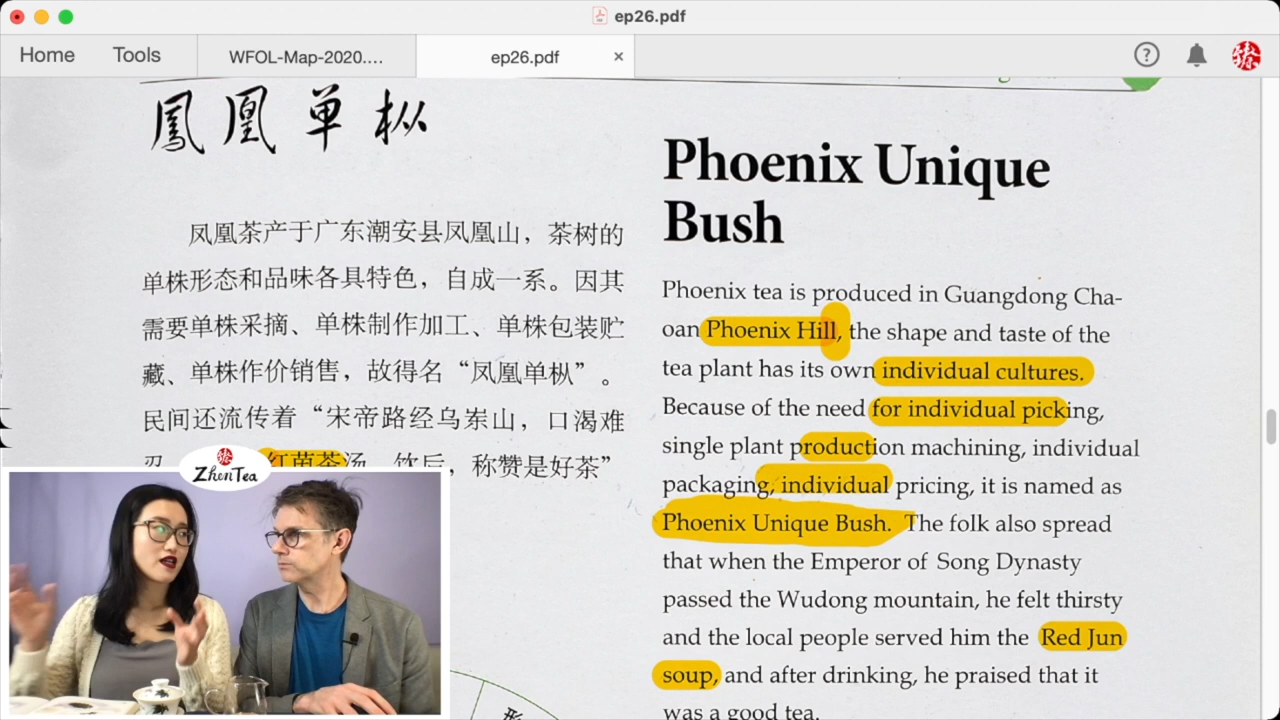 ep26.pdf
Home
Tools
WFOL-Map-2020....
ep26.pdf
鳳凰单枞
凤凰茶产于广东潮安县凤凰山，茶树的
单株形态和品味各具特色，自成一系。因其
需要单株采摘、单株制作加工、单株包装贮
藏、单株作价销售，故得名“凤凰单枞”。
民间还流传着“宋帝路经乌岽山，口渴难
红茵茶汤，饮后，称赞是好茶”
Phoenix Unique
Bush
Phoenix tea is produced in Guangdong Cha-
oan Phoenix Hill, the shape and taste of the
tea plant has its own individual cultures.
Because of the need for individual picking,
single plant production machining, individual
packaging, individual pricing, it is named as
Phoenix Unique Bush. The folk also spread
that when the Emperor of Song Dynasty
passed the Wudong mountain, he felt thirsty
and the local people served him the Red Jun
soup, and after drinking, he praised that it
was a good tea.
ZhenTea